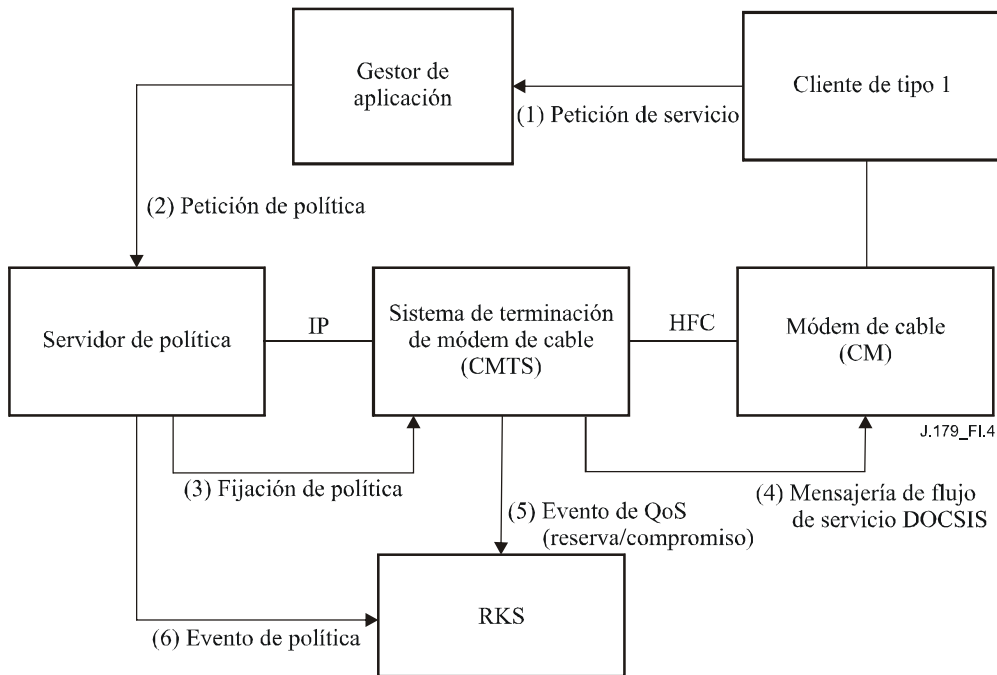 Gestor de
aplicación
Cliente de tipo 1
(1) Petición de servicio
(2) Petición de política
Servidor de política
IP
Sistema de terminación
de módem de cable
(CMTS)
HFC
Módem de cable
(CM)
J.179_FI.4
(3) Fijación de política
(4) Mensajería de flujo
de servicio DOCSIS
(5) Evento de QoS
(reserva/compromiso)
RKS
(6) Evento de política